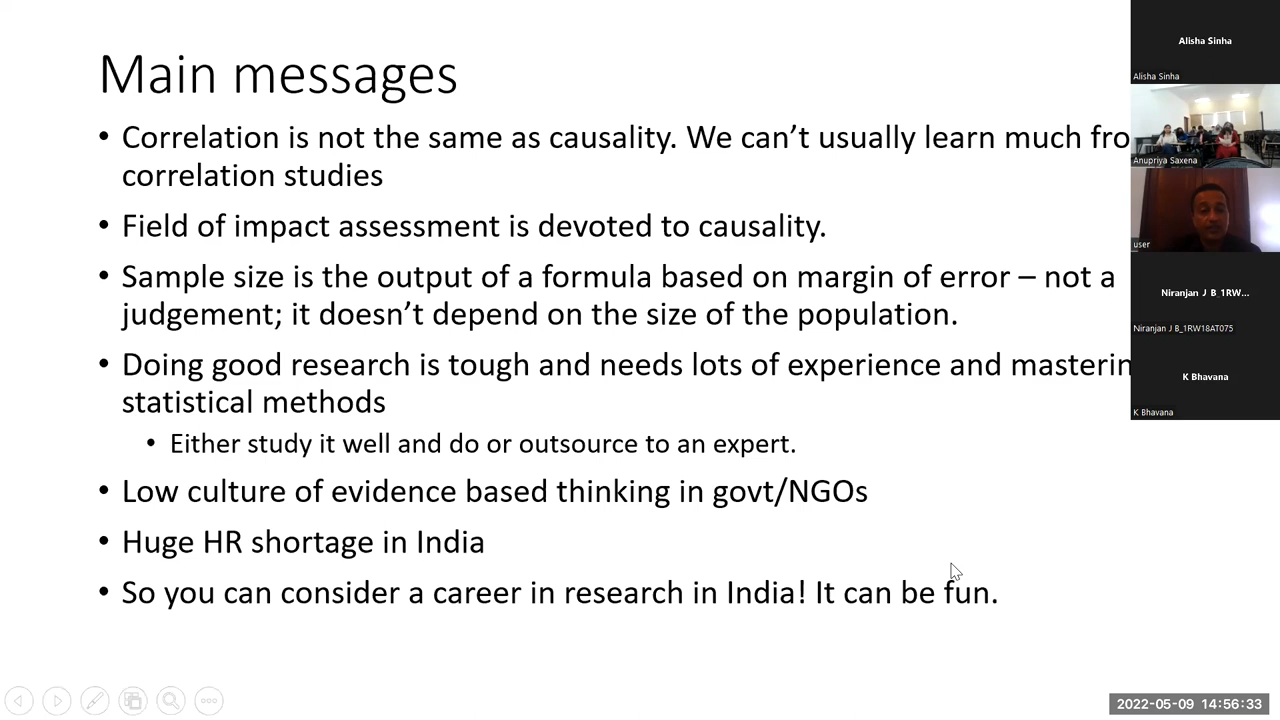 Main messages
• Correlation is not the same as causality. We can't usually learn much fro
correlation studies
• Field of impact assessment is devoted to causality.
• Sample size is the output of a formula based on margin of error – not a
judgement; it doesn't depend on the size of the population.
• Doing good research is tough and needs lots of experience and masterin
statistical methods
• Either study it well and do or outsource to an expert.
• Low culture of evidence based thinking in govt/NGOs
• Huge HR shortage in India
• So you can consider a career in research in India! It can be fun.
Alisha Sinha
Alisha Sinha
Anupriya Saxena
user
Niranjan J B_1RW...
Niranjan J B_1RW18AT075
K Bhavana
K Bhavana
2022-05-09 14:56:33